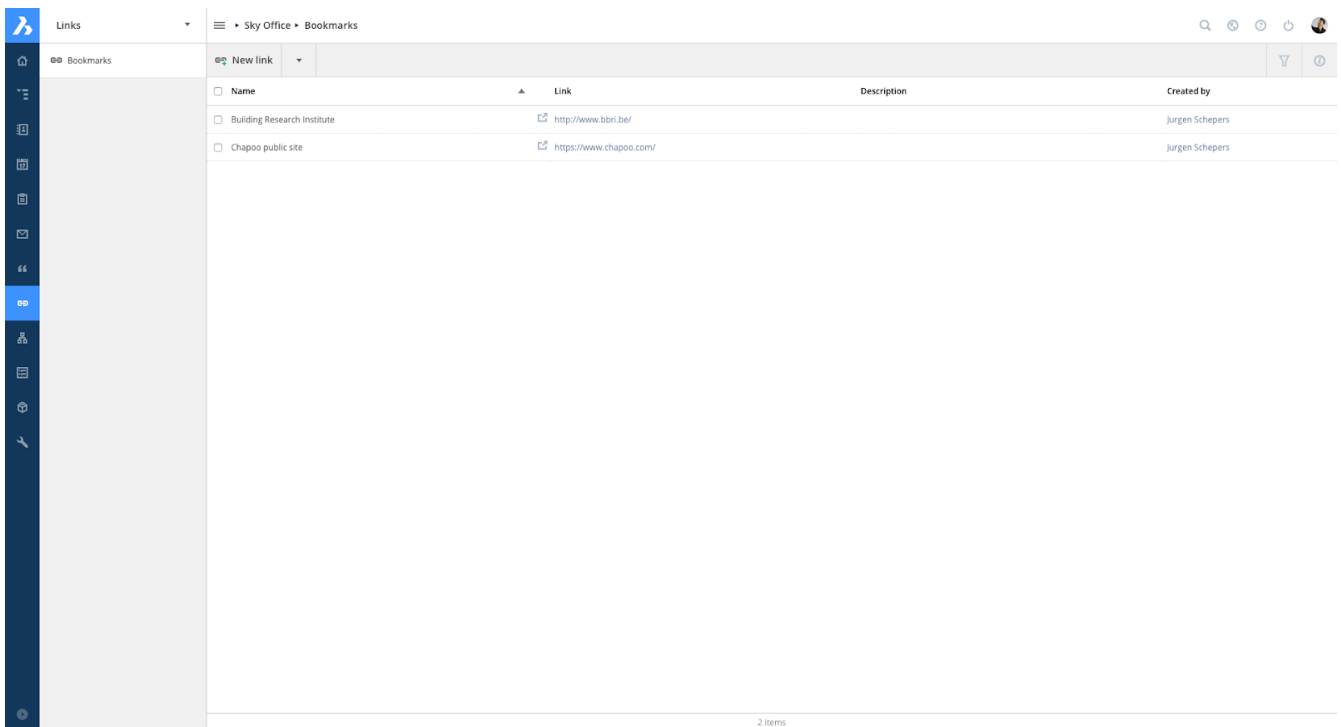 Links
Sky Office Bookmarks
Bookmarks
New link
Name Link Description Created by
Building Research Institute http://www.bbri.be/ Jurgen Schepers
Chapoo public site https://www.chapoo.com/ Jurgen Schepers
2 items